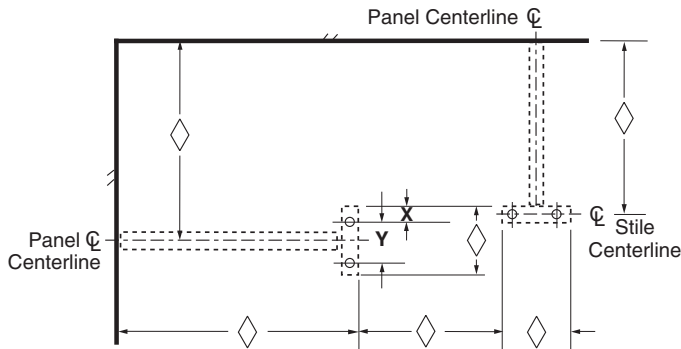 Panel Centerline ℄
X
Y
℄ Stile
Centerline
Panel ℄
Centerline